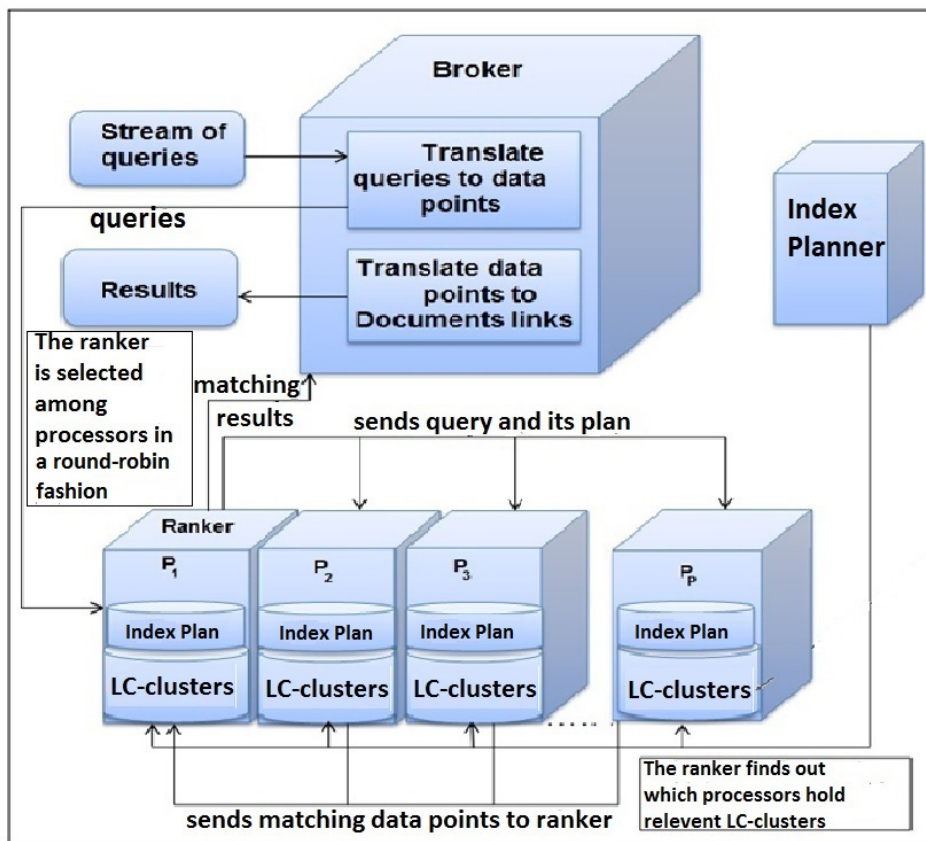 Broker
Stream of
queries
Translate
queries to data
points
queries
Index
Planner
Results
Translate data
points to
Documents links
The ranker
is selected
among
processors in
a round-robin
fashion
matching
results
sends query and its plan
Ranker
P1
P2
P3
PP
Index Plan
Index Plan
Index Plan
Index Plan
LC-clusters
LC-clusters
LC-clusters
LC-clusters
The ranker finds out
which processors hold
relevent LC-clusters
sends matching data points to ranker